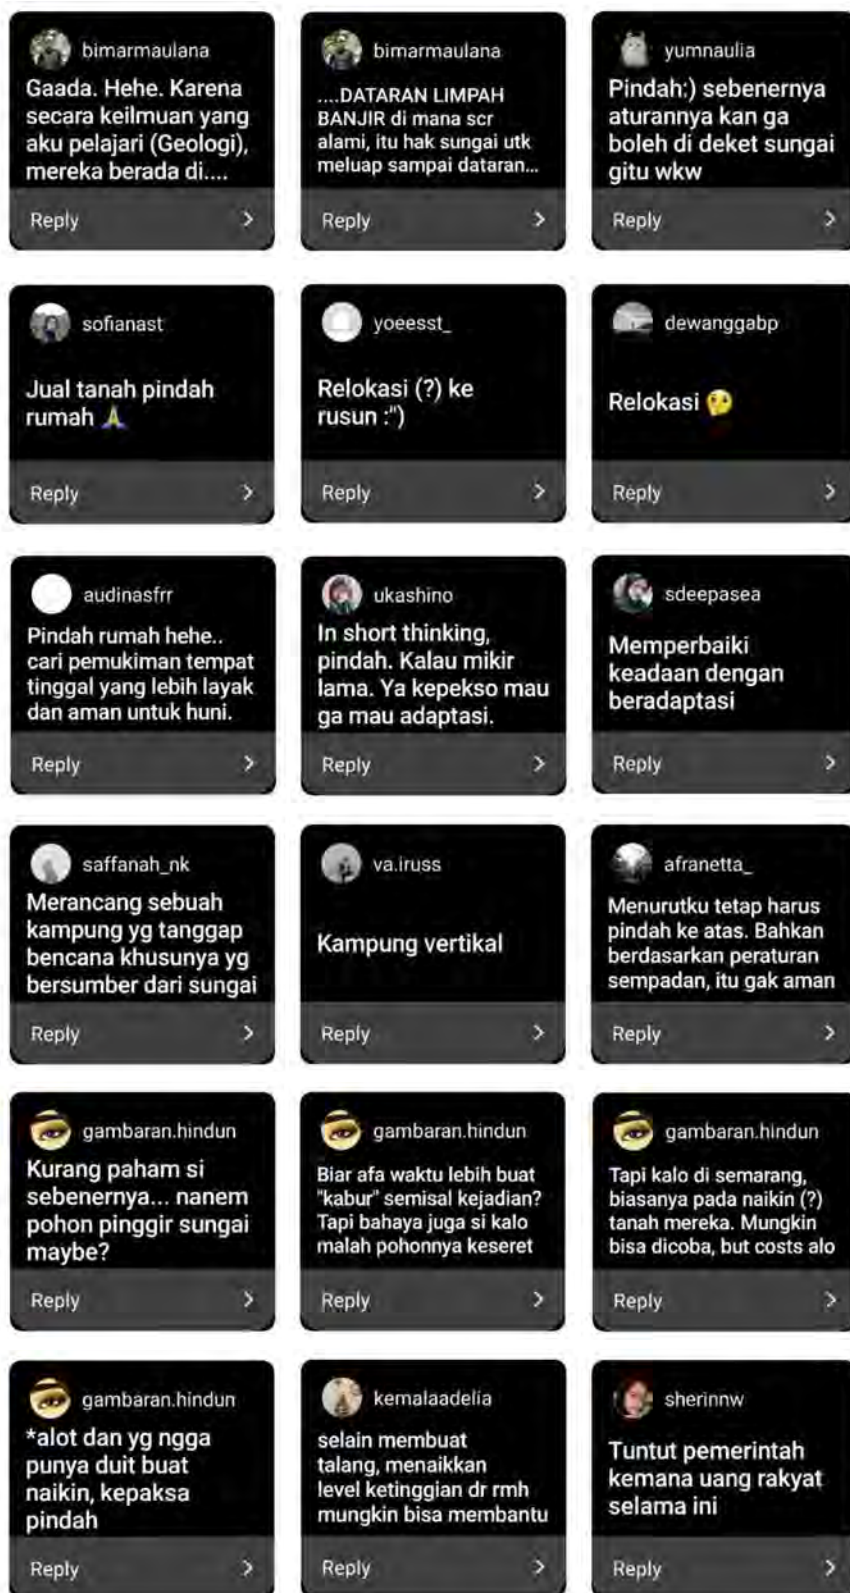 bimarmaulana
Gaada. Hehe. Karena
secara keilmuan yang
aku pelajari (Geologi),
mereka berada di....
Reply
bimarmaulana
....DATARAN LIMPAH
BANJIR di mana scr
alami, itu hak sungai utk
meluap sampai dataran...
Reply
yumnaulia
Pindah:) sebenernya
aturannya kan ga
boleh di deket sungai
gitu wkw
Reply
sofianast
Jual tanah pindah
rumah 🙏
Reply
yoeesst_
Relokasi (?) ke
rusun :")
Reply
dewanggabp
Relokasi 🤔
Reply
audinasfrr
Pindah rumah hehe..
cari pemukiman tempat
tinggal yang lebih layak
dan aman untuk huni.
Reply
ukashino
In short thinking,
pindah. Kalau mikir
lama. Ya kepekso mau
ga mau adaptasi.
Reply
sdeepasea
Memperbaiki
keadaan dengan
beradaptasi
Reply
saffanah_nk
Merancang sebuah
kampung yg tanggap
bencana khusunya yg
bersumber dari sungai
Reply
va.iruss
Kampung vertikal
Reply
afranetta_
Menurutku tetap harus
pindah ke atas. Bahkan
berdasarkan peraturan
sempadan, itu gak aman
Reply
gambaran.hindun
Kurang paham si
sebenernya... nanem
pohon pinggir sungai
maybe?
Reply
gambaran.hindun
Biar afa waktu lebih buat
"kabur" semisal kejadian?
Tapi bahaya juga si kalo
malah pohonnya keseret
Reply
gambaran.hindun
Tapi kalo di semarang,
biasanya pada naikin (?)
tanah mereka. Mungkin
bisa dicoba, but costs alo
Reply
gambaran.hindun
*alot dan yg ngga
punya duit buat
naikin, kepaksa
pindah
Reply
kemalaadelia
selain membuat
talang, menaikkan
level ketinggian dr rmh
mungkin bisa membantu
Reply
sherinnw
Tuntut pemerintah
kemana uang rakyat
selama ini
Reply